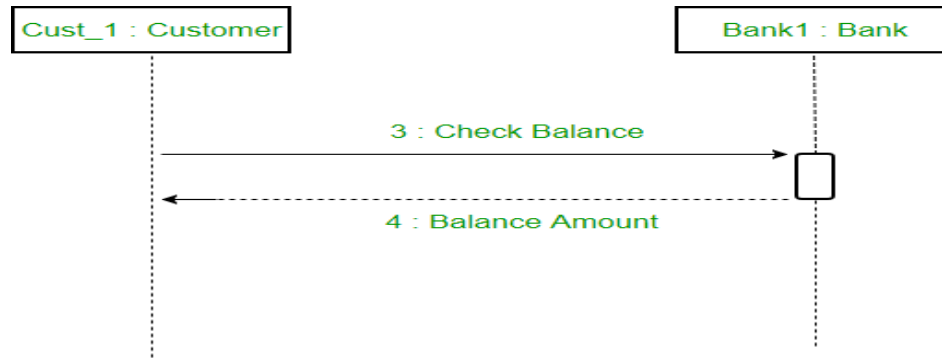 Cust_1 : Customer
Bank1 : Bank
3 : Check Balance
4 : Balance Amount